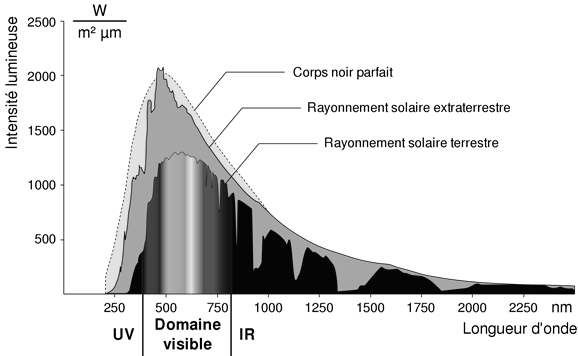 W
m² µm
Intensité lumineuse
2500
2000
1500
1000
500
Corps noir parfait
Rayonnement solaire extraterrestre
Rayonnement solaire terrestre
250 500 750 1000 1250 1500 1750 2000 2250 nm
Longueur d'onde
UV Domaine visible IR